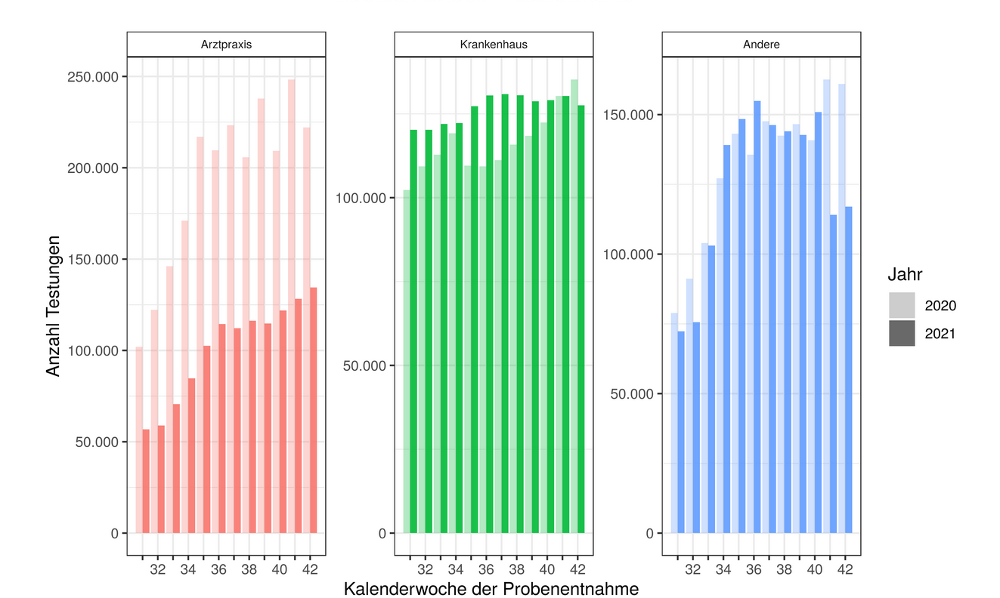 Arztpraxis
Krankenhaus
Andere
Anzahl Testungen
250.000
200.000
150.000
100.000
50.000
0
100.000
50.000
0
150.000
100.000
50.000
0
32 34 36 38 40 42
32 34 36 38 40 42
32 34 36 38 40 42
Kalenderwoche der Probenentnahme
Jahr
2020
2021